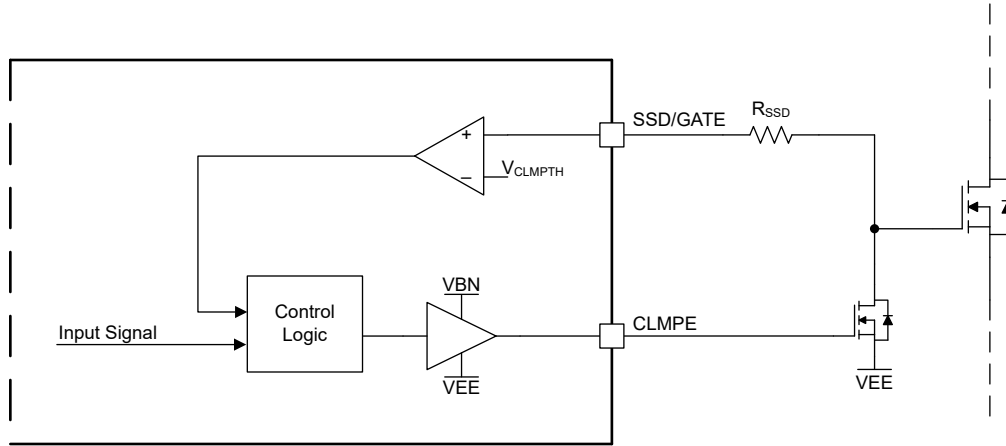 SSD/GATE
RSSD
+
−
VCLMPTH
VBN
Control
Logic
Input Signal
CLMPE
VEE
VEE